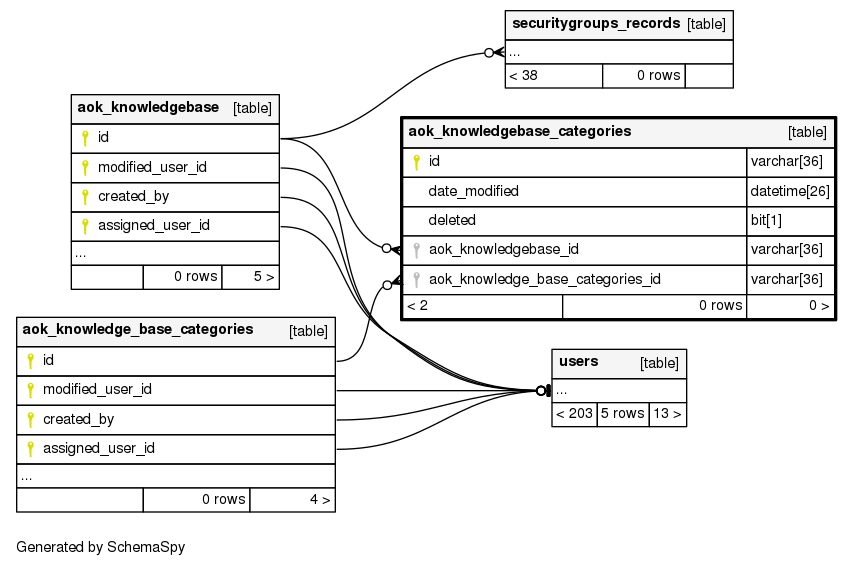 securitygroups_records [table]
...
< 38 0 rows
aok_knowledgebase [table]
id
modified_user_id
created_by
assigned_user_id
...
0 rows 5 >
aok_knowledgebase_categories [table]
id varchar[36]
date_modified datetime[26]
deleted bit[1]
aok_knowledgebase_id varchar[36]
aok_knowledge_base_categories_id varchar[36]
< 2 0 rows 0 >
aok_knowledge_base_categories [table]
id
modified_user_id
created_by
assigned_user_id
...
0 rows 4 >
users [table]
...
< 203 5 rows 13 >
Generated by SchemaSpy